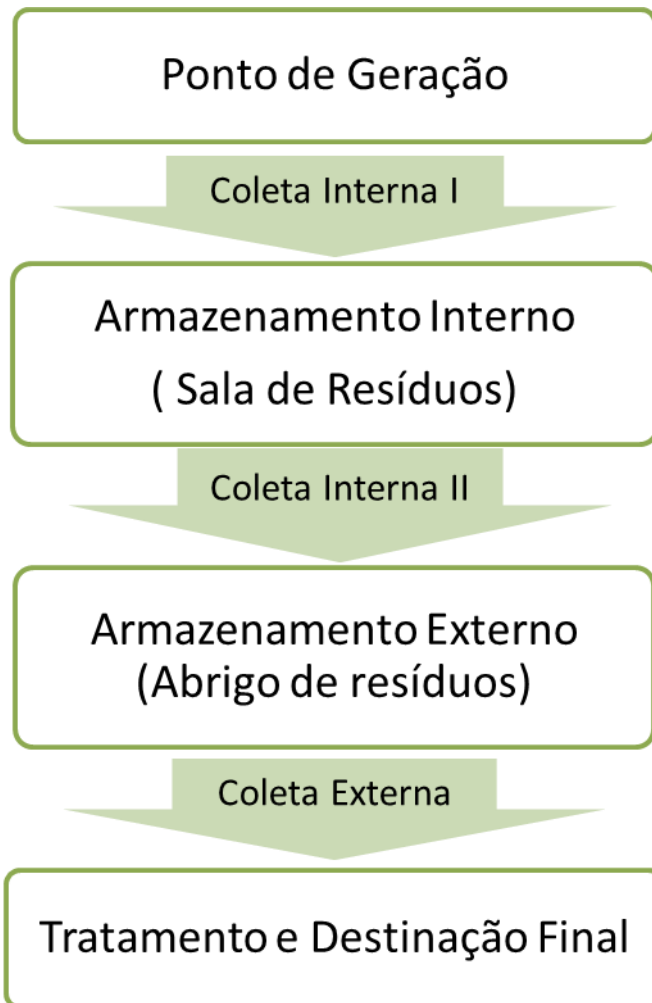 Ponto de Geração
Coleta Interna I
Armazenamento Interno
( Sala de Resíduos)
Coleta Interna II
Armazenamento Externo
(Abrigo de resíduos)
Coleta Externa
Tratamento e Destinação Final